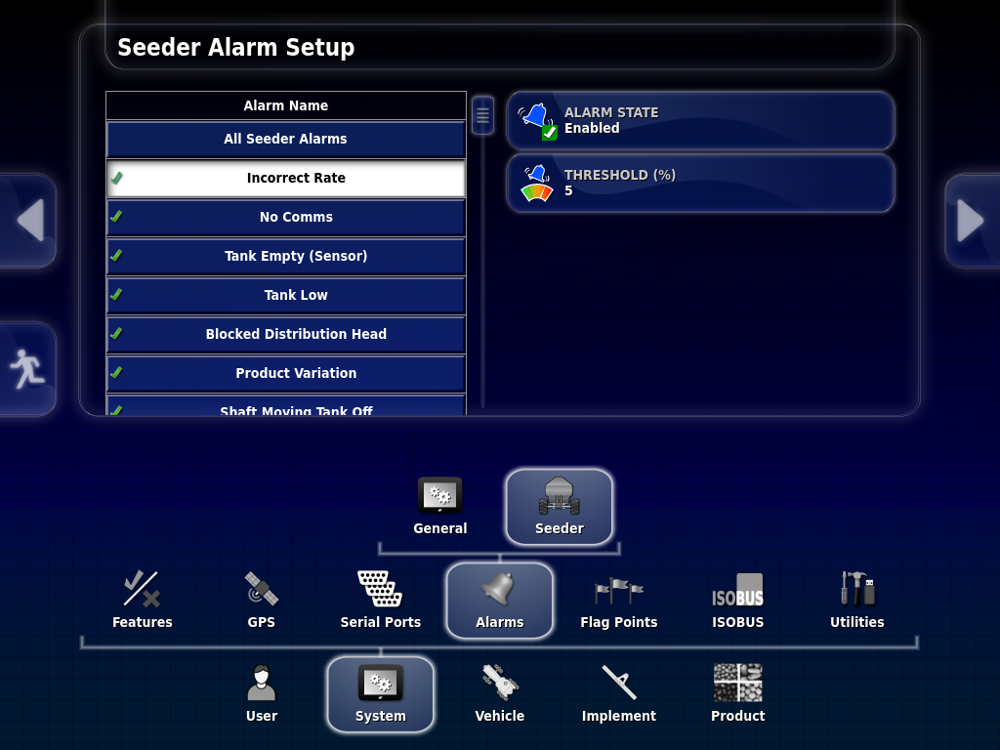 Seeder Alarm Setup
Alarm Name
All Seeder Alarms
Incorrect Rate
No Comms
Tank Empty (Sensor)
Tank Low
Blocked Distribution Head
Product Variation
Shaft Moving Tank Off
ALARM STATE
Enabled
THRESHOLD (%)
5
General
Seeder
Features
GPS
Serial Ports
Alarms
Flag Points
ISOBUS
ISOBUS
Utilities
User
System
Vehicle
Implement
Product